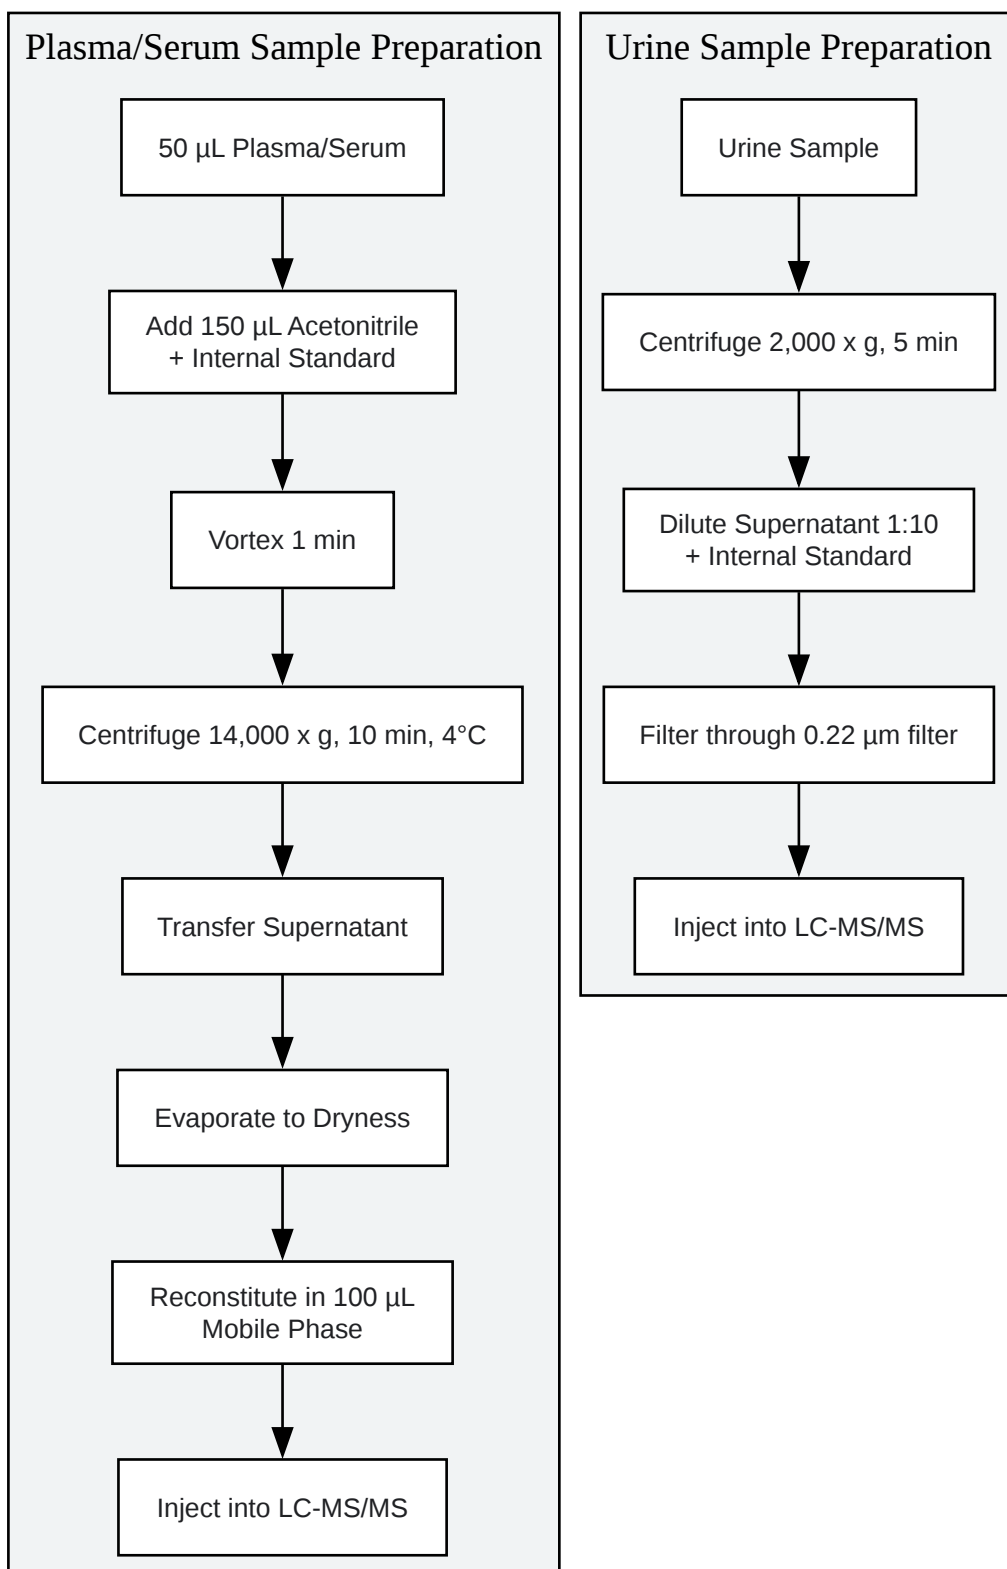 Plasma/Serum Sample Preparation
50 µL Plasma/Serum
Add 150 µL Acetonitrile
+ Internal Standard
Vortex 1 min
Centrifuge 14,000 x g, 10 min, 4°C
Transfer Supernatant
Evaporate to Dryness
Reconstitute in 100 µL
Mobile Phase
Inject into LC-MS/MS
Urine Sample Preparation
Urine Sample
Centrifuge 2,000 x g, 5 min
Dilute Supernatant 1:10
+ Internal Standard
Filter through 0.22 µm filter
Inject into LC-MS/MS